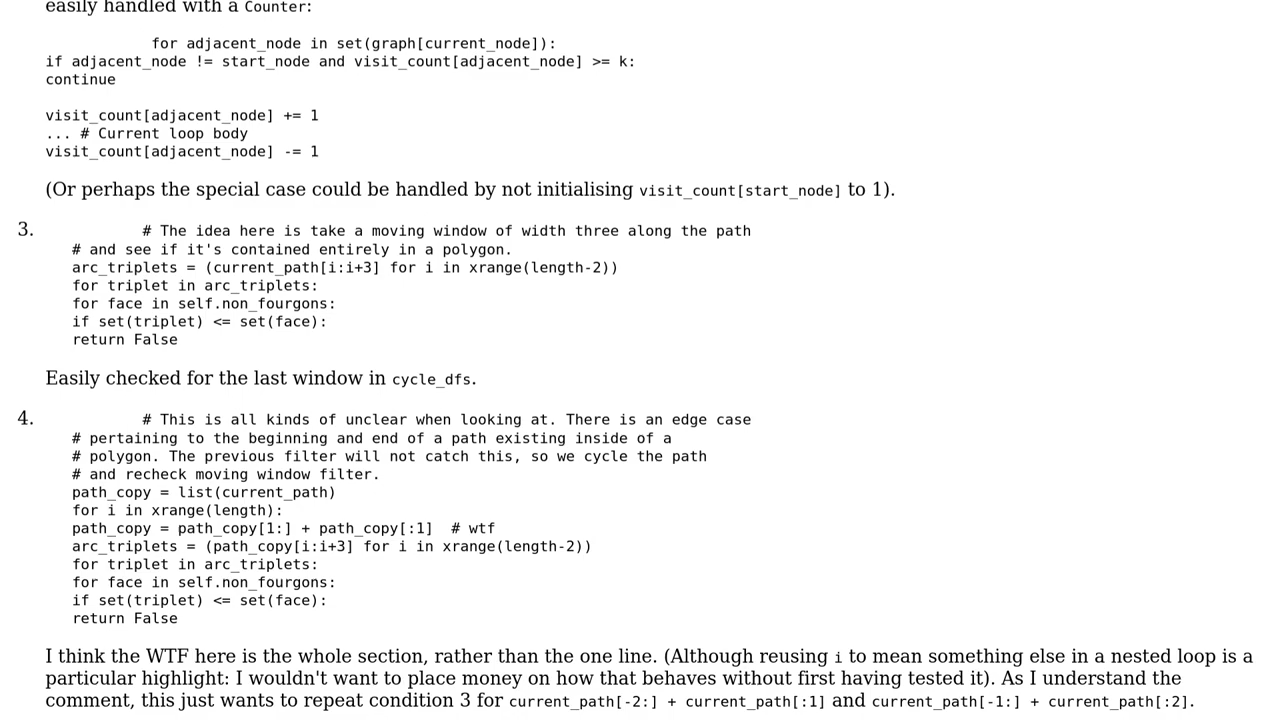 easily handled with a Counter:
for adjacent_node in set(graph[current_node]):
if adjacent_node != start_node and visit_count[adjacent_node] >= k:
continue
visit_count[adjacent_node] += 1
... # Current loop body
visit_count[adjacent_node] -= 1
(Or perhaps the special case could be handled by not initialising visit_count[start_node] to 1).
3. # The idea here is take a moving window of width three along the path
# and see if it's contained entirely in a polygon.
arc_triplets = (current_path[i:i+3] for i in xrange(length-2))
for triplet in arc_triplets:
for face in self.non_fourgons:
if set(triplet) <= set(face):
return False
Easily checked for the last window in cycle_dfs.
4. # This is all kinds of unclear when looking at. There is an edge case
# pertaining to the beginning and end of a path existing inside of a
# polygon. The previous filter will not catch this, so we cycle the path
# and recheck moving window filter.
path_copy = list(current_path)
for i in xrange(length):
path_copy = path_copy[1:] + path_copy[:1]  # wtf
arc_triplets = (path_copy[i:i+3] for i in xrange(length-2))
for triplet in arc_triplets:
for face in self.non_fourgons:
if set(triplet) <= set(face):
return False
I think the WTF here is the whole section, rather than the one line. (Although reusing i to mean something else in a nested loop is a
particular highlight: I wouldn't want to place money on how that behaves without first having tested it). As I understand the
comment, this just wants to repeat condition 3 for current_path[-2:] + current_path[:1] and current_path[-1:] + current_path[:2].